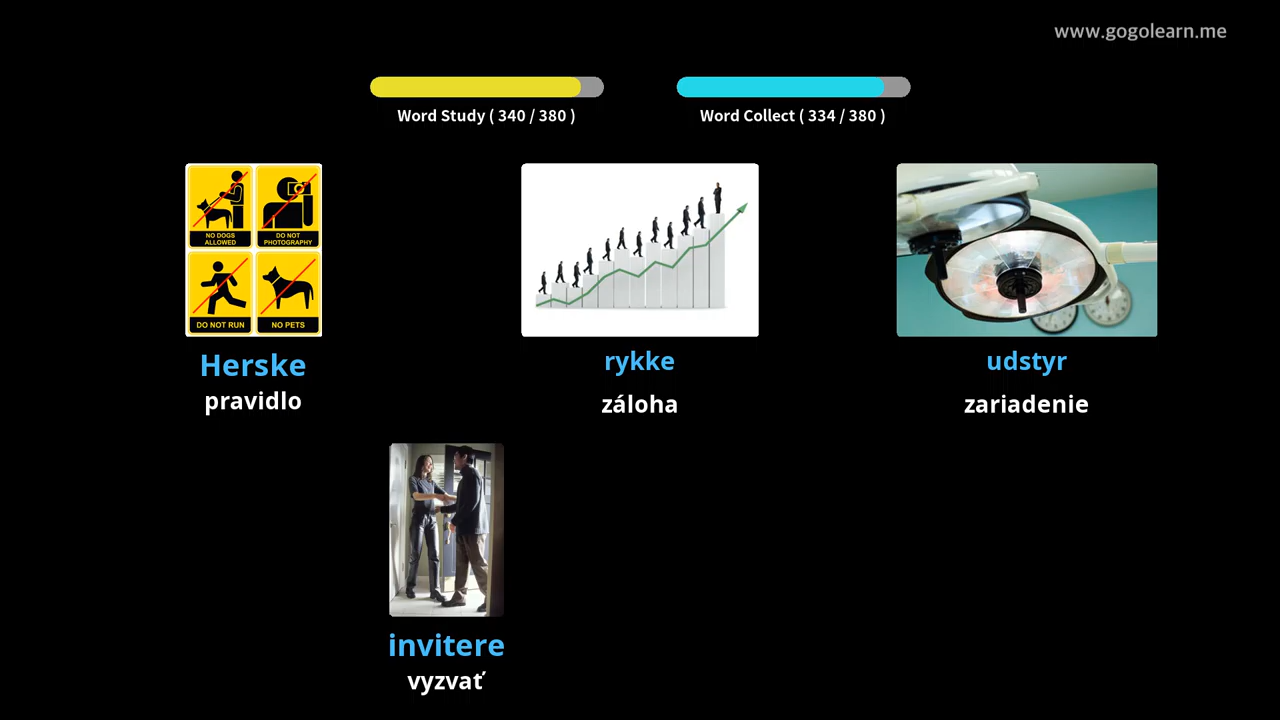 www.gogolearn.me
Word Study ( 340 / 380 )
Word Collect ( 334 / 380 )
NO DOGS
ALLOWED
DO NOT
PHOTOGRAPHY
DO NOT RUN
NO PETS
Herske
pravidlo
rykke
záloha
udstyr
zariadenie
invitere
vyzvať